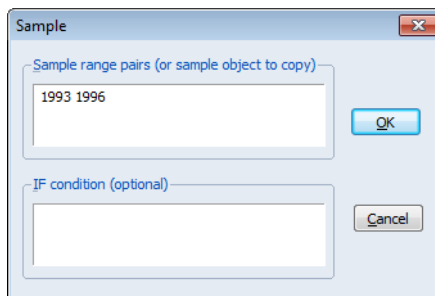 Sample
Sample range pairs (or sample object to copy)
1993 1996
OK
IF condition (optional)
Cancel